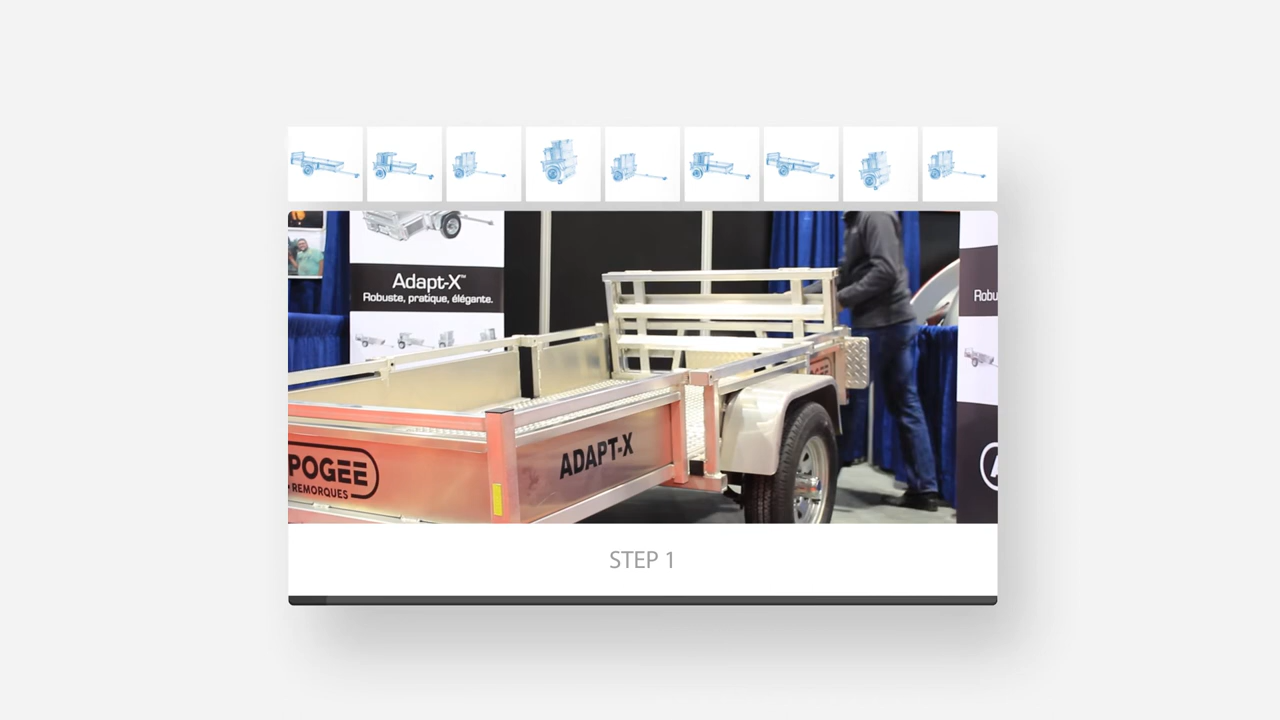 Adapt-X™
Robuste, pratique, élégante.
Robu
ADAPT-X
POGEE
REMORQUES
STEP 1